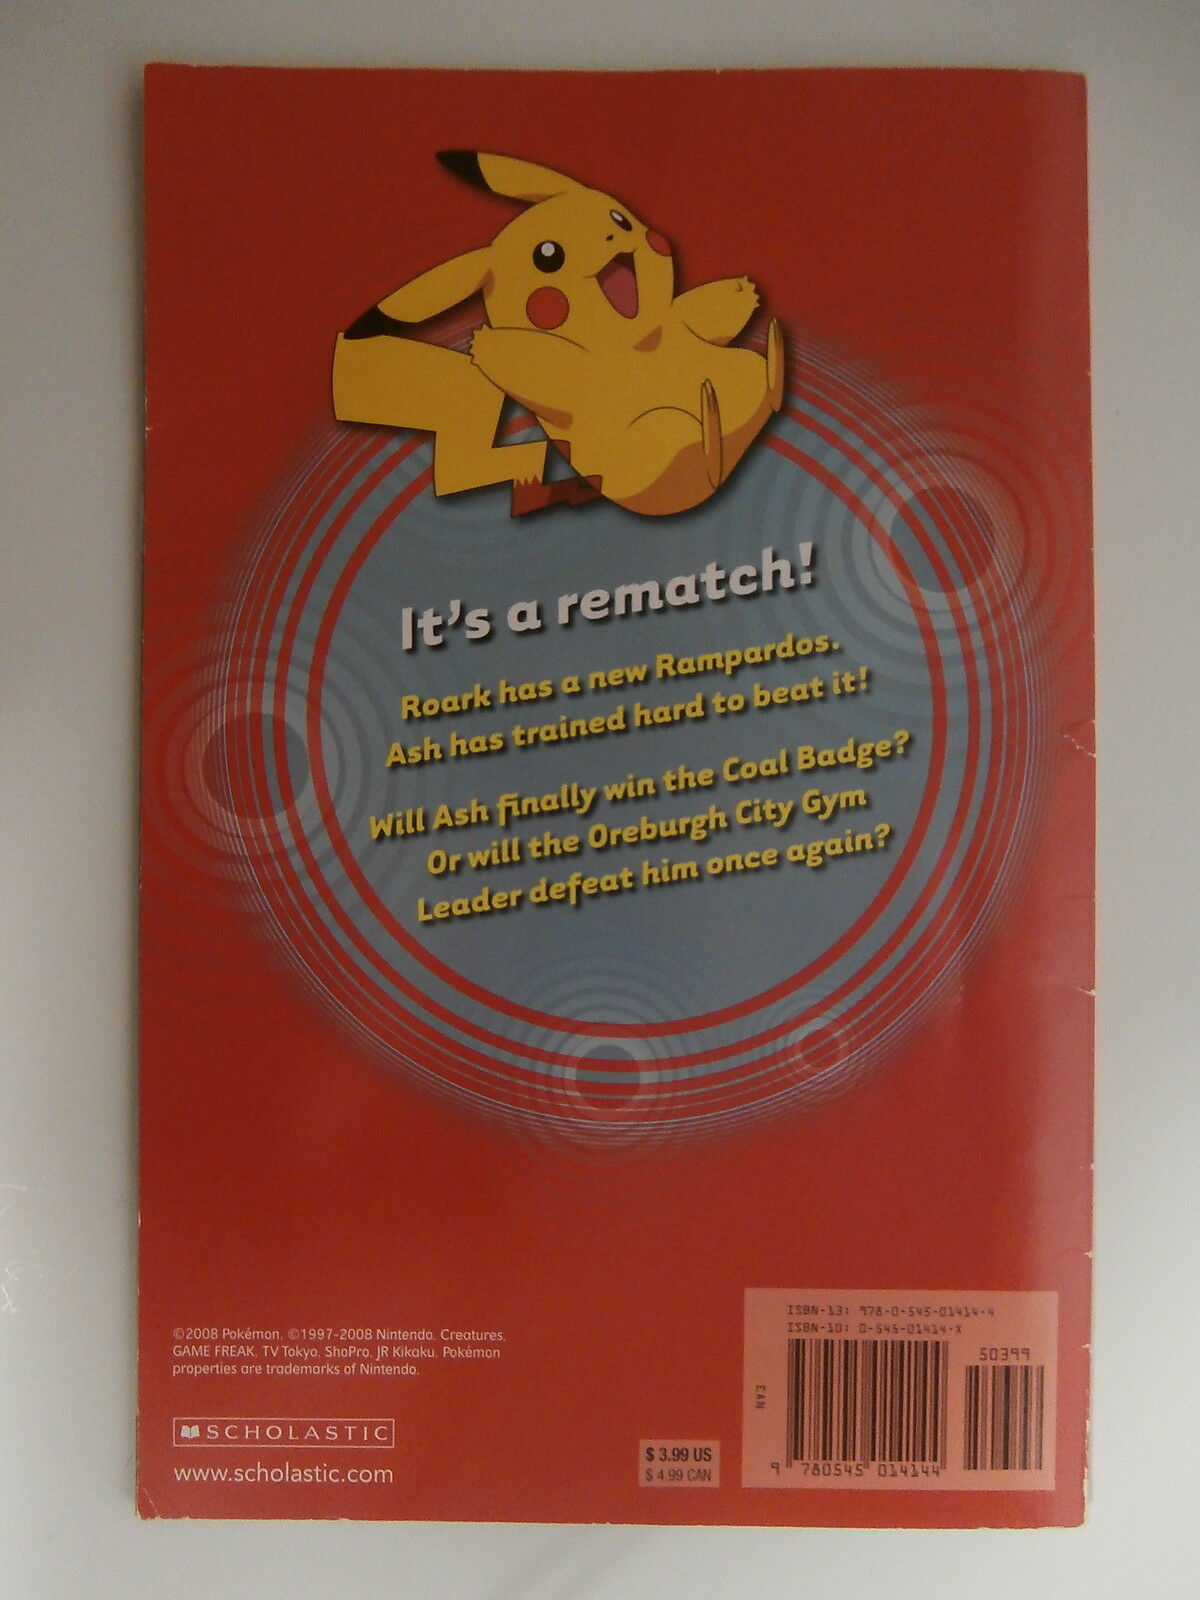 It's a rematch!
Roark has a new Rampardos.
Ash has trained hard to beat it!
Will Ash finally win the Coal Badge?
Or will the Oreburgh City Gym
Leader defeat him once again?
©2008 Pokémon. ©1997-2008 Nintendo. Creatures.
GAME FREAK. TV Tokyo. ShoPro. JR Kikaku. Pokémon
properties are trademarks of Nintendo.
SCHOLASTIC
www.scholastic.com
$ 3.99 US
$ 4.99 CAN
ISBN-13: 978-0-545-01414-4
ISBN-10: 0-545-01414-X
50399
EAN
9 780545 014144